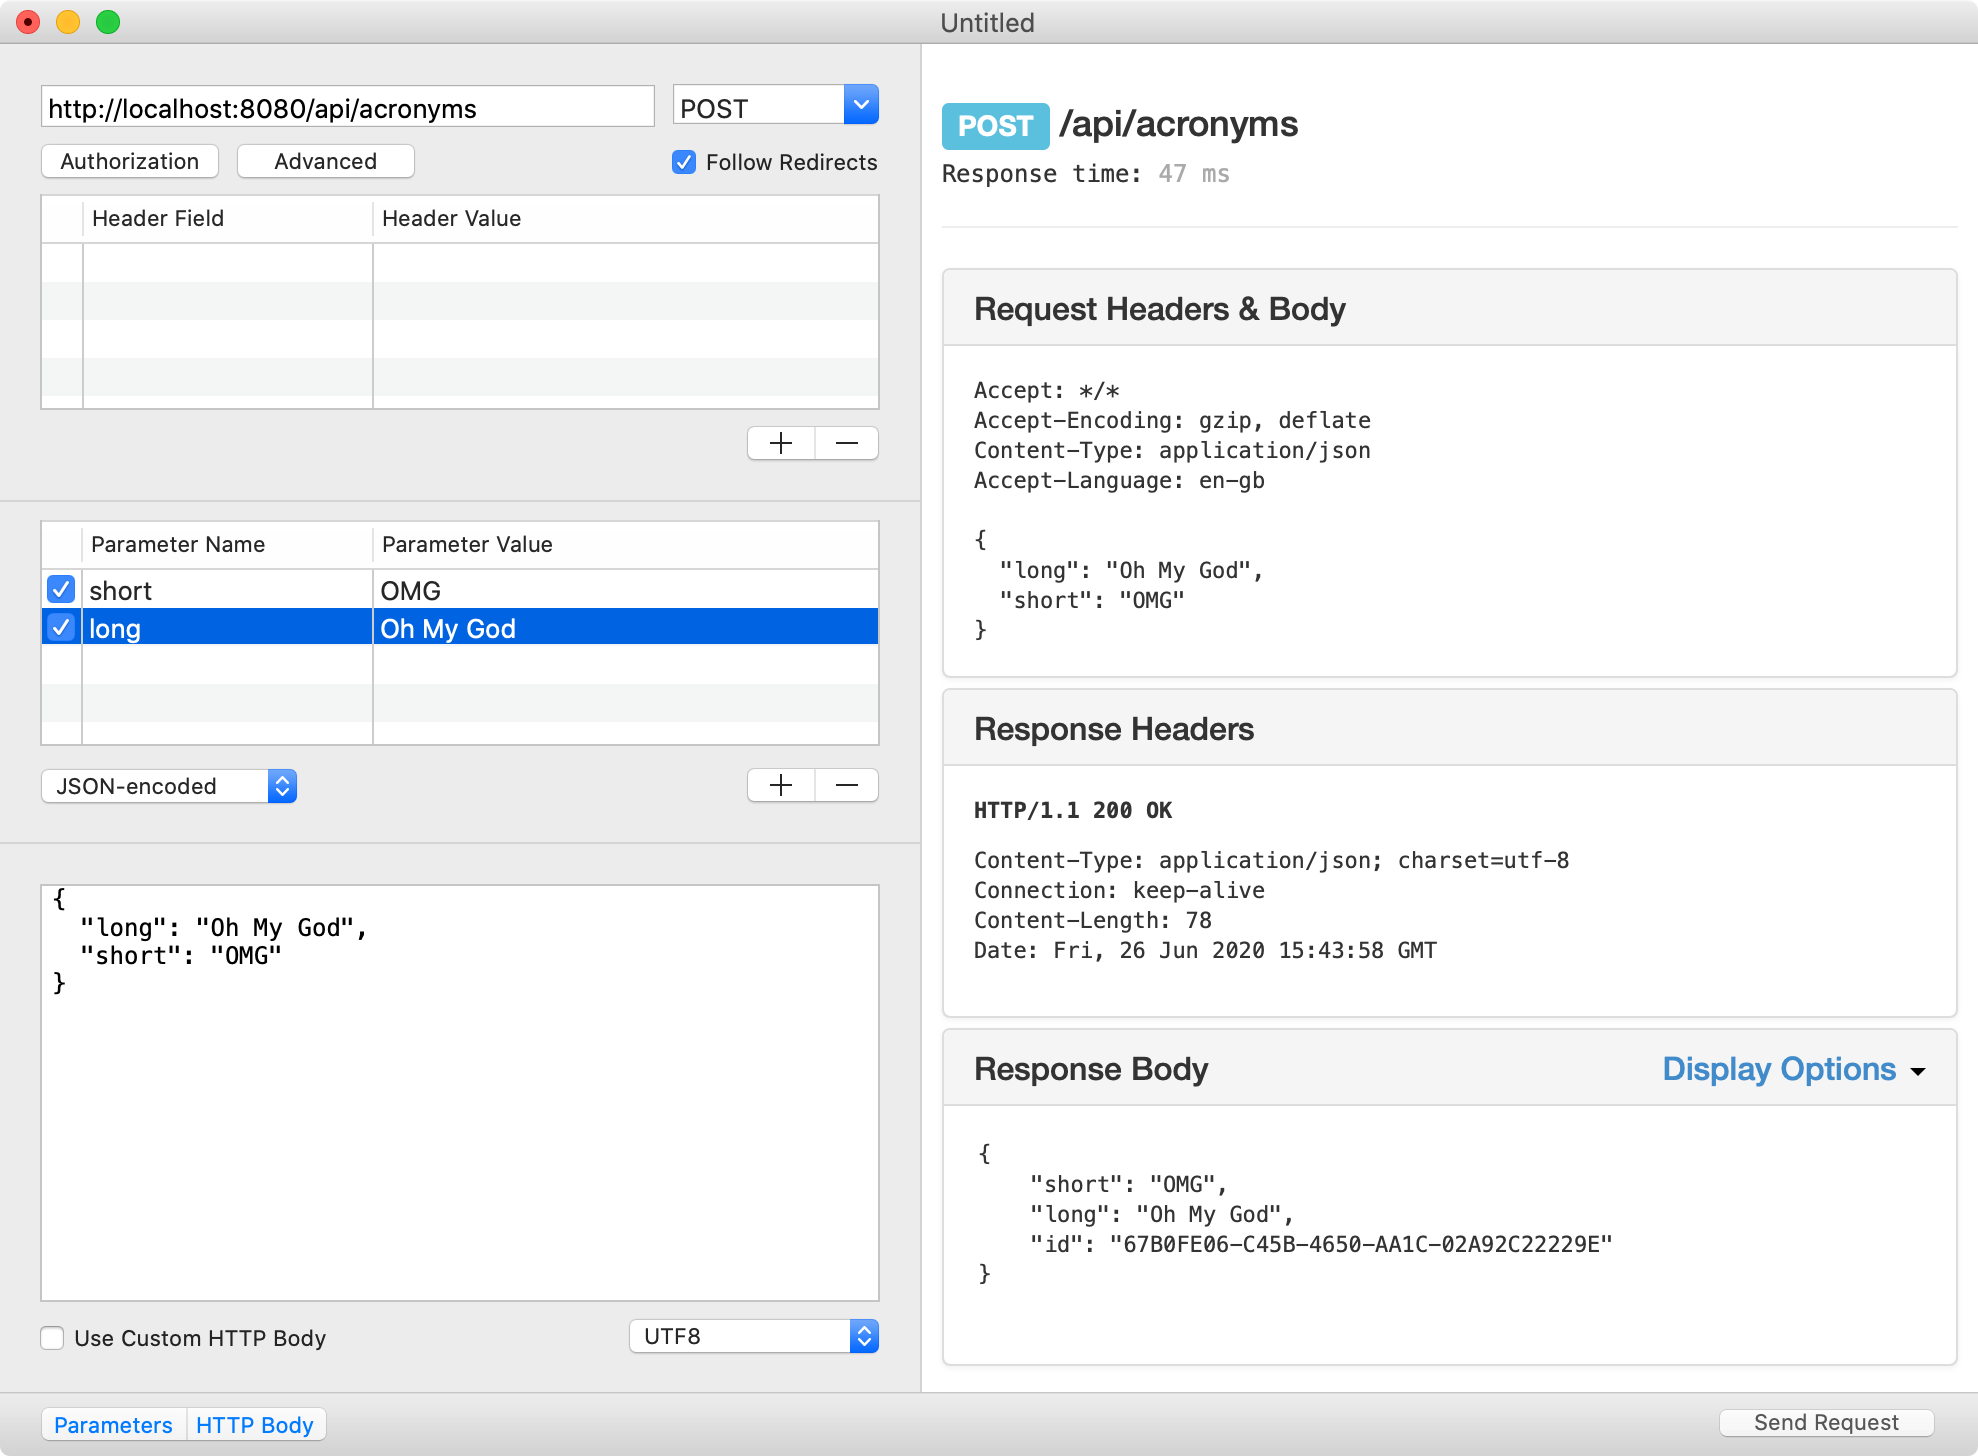 Untitled
http://localhost:8080/api/acronyms
POST
Authorization
Advanced
Follow Redirects
Header Field
Header Value
Parameter Name
Parameter Value
short
OMG
long
Oh My God
JSON-encoded
{
"long": "Oh My God",
"short": "OMG"
}
Use Custom HTTP Body
UTF8
Parameters
HTTP Body
POST /api/acronyms
Response time: 47 ms
Request Headers & Body
Accept: */*
Accept-Encoding: gzip, deflate
Content-Type: application/json
Accept-Language: en-gb
{
"long": "Oh My God",
"short": "OMG"
}
Response Headers
HTTP/1.1 200 OK
Content-Type: application/json; charset=utf-8
Connection: keep-alive
Content-Length: 78
Date: Fri, 26 Jun 2020 15:43:58 GMT
Response Body
Display Options
{
"short": "OMG",
"long": "Oh My God",
"id": "67B0FE06-C45B-4650-AA1C-02A92C22229E"
}
Send Request